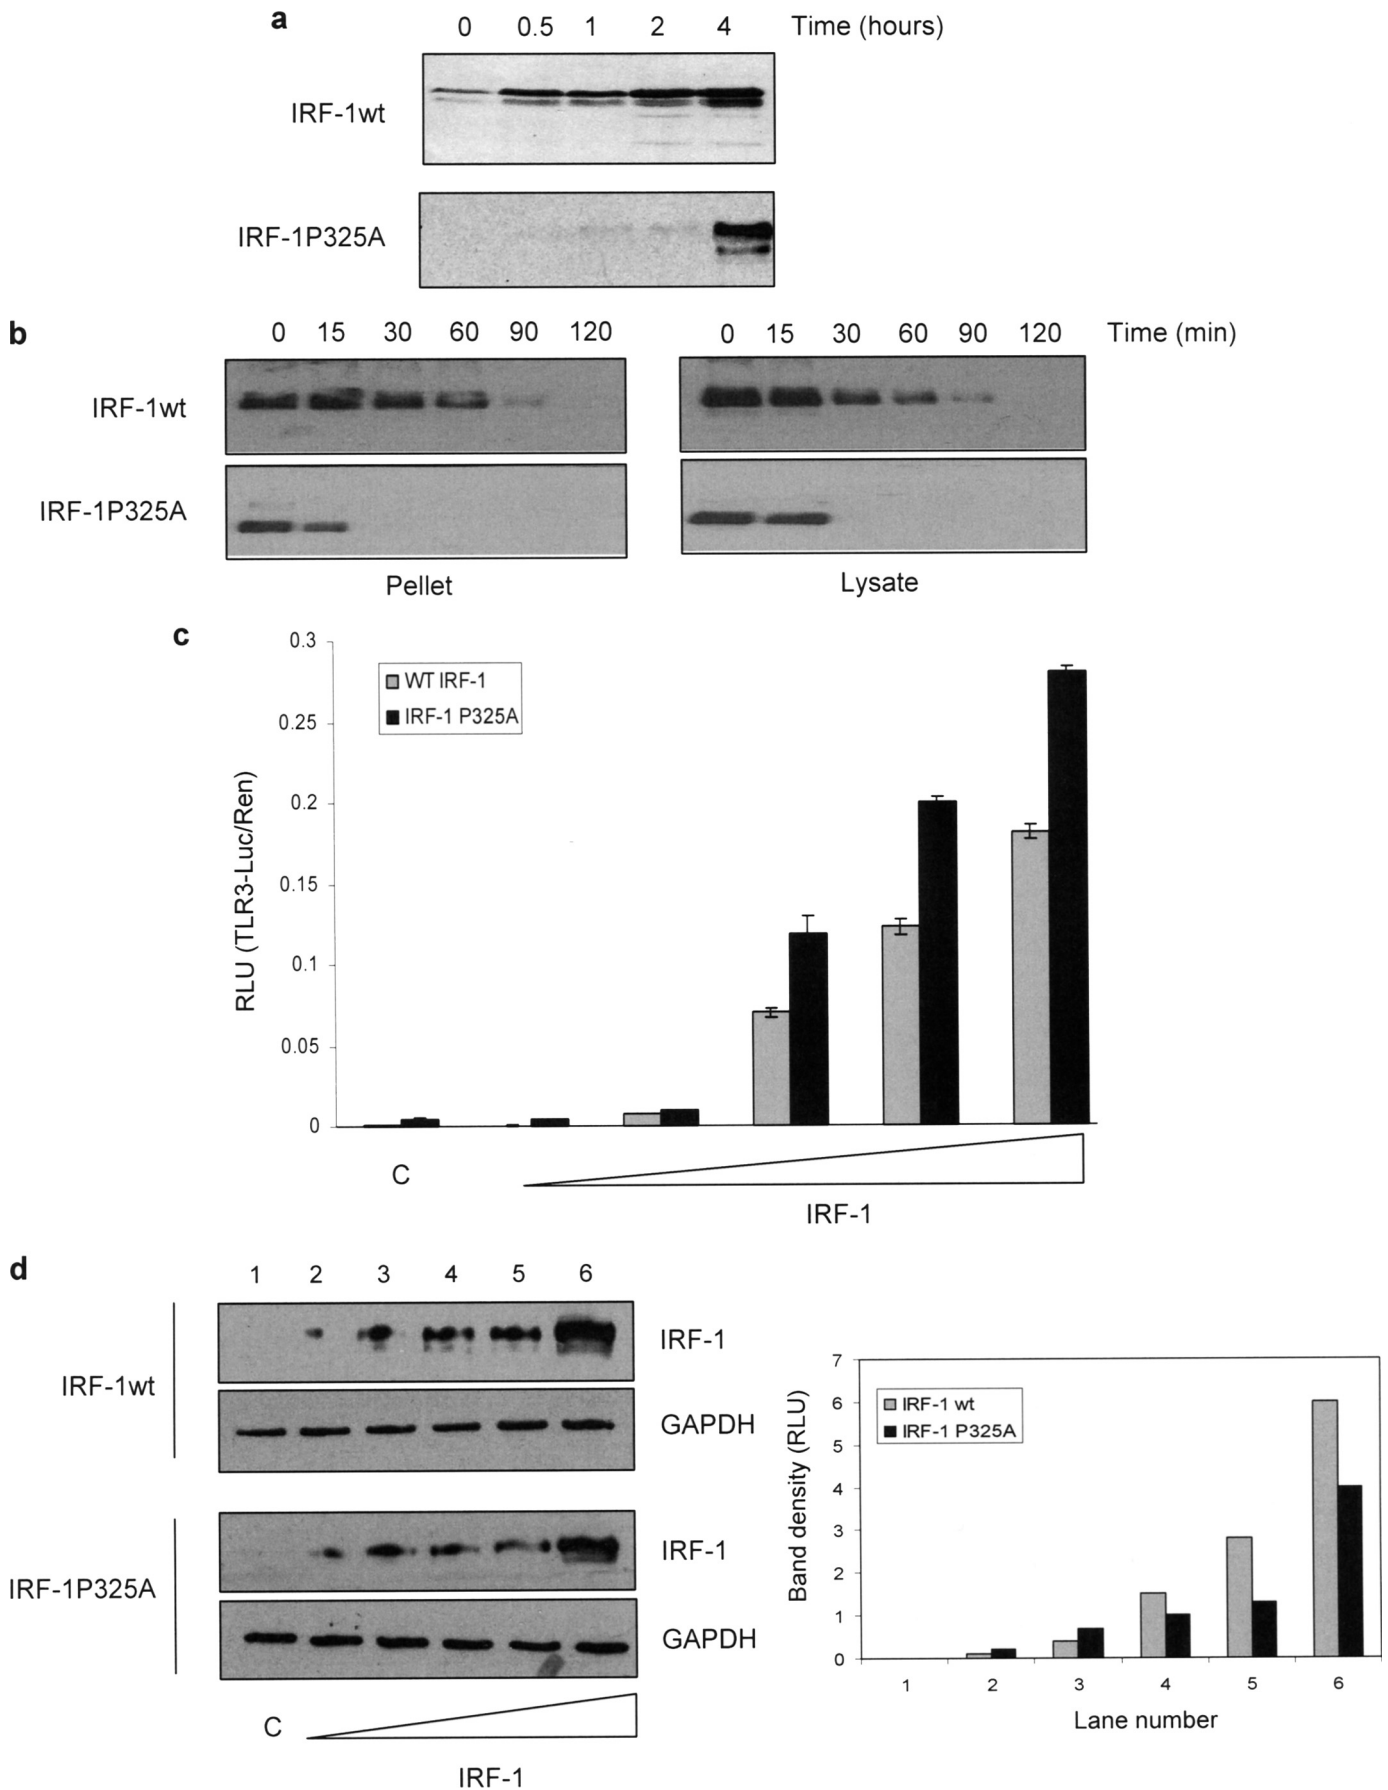 a
0 0.5 1 2 4 Time (hours)
IRF-1wt
IRF-1P325A
b
0 15 30 60 90 120 0 15 30 60 90 120 Time (min)
IRF-1wt
IRF-1P325A
Pellet Lysate
c
0.3
0.25
0.2
0.15
0.1
0.05
0
RLU (TLR3-Luc/Ren)
WT IRF-1
IRF-1 P325A
C
IRF-1
d
1 2 3 4 5 6
IRF-1wt
IRF-1
GAPDH
IRF-1P325A
IRF-1
GAPDH
C
IRF-1
7
6
5
4
3
2
1
0
Band density (RLU)
IRF-1 wt
IRF-1 P325A
1 2 3 4 5 6
Lane number